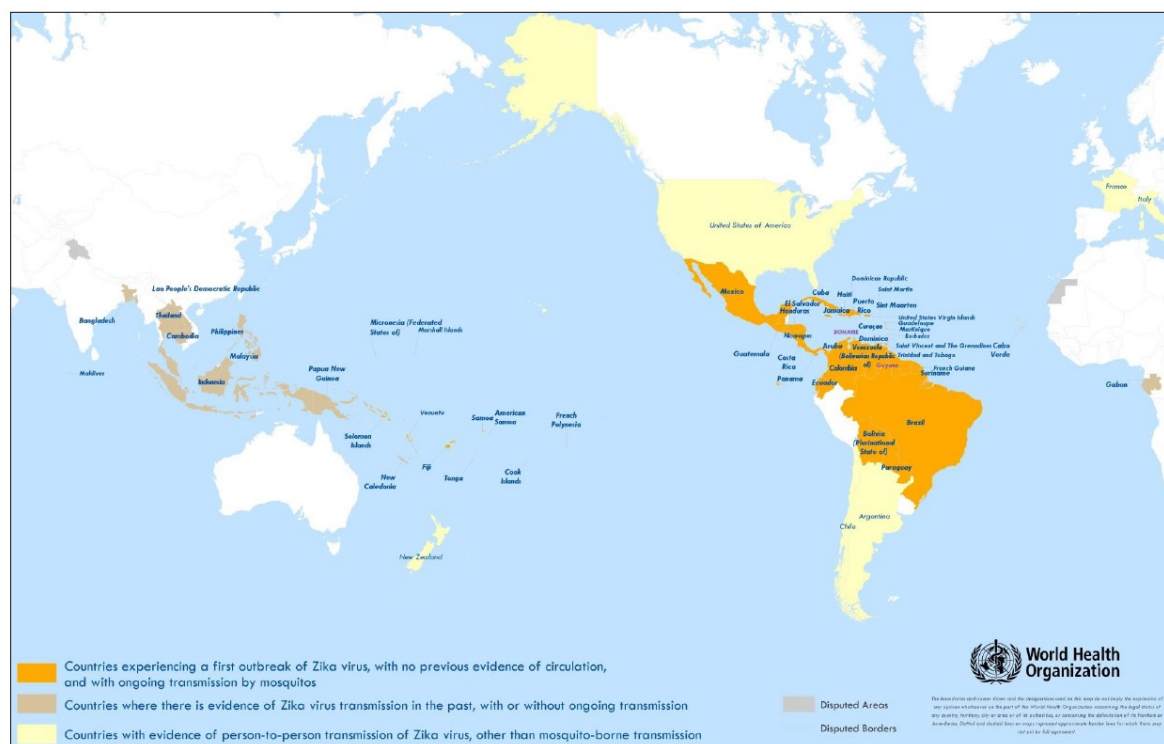 France
Italy
United States of America
Dominican Republic
Lao People's Democratic Republic
Mexico
Cuba
Haiti
Saint Martin
Puerto
Rico
Sint Maarten
El Salvador
Honduras
Jamaica
Bangladesh
Thailand
Cambodia
Philippines
Micronesia (Federated
States of)
Marshall Islands
United States Virgin Islands
Guadeloupe
Martinique
Barbados
Curaçao
BONAIRE
Dominica
Nicaragua
Malaysia
Aruba
Venezuela
(Bolivarian Republic
of)
Saint Vincent and The Grenadines
Trinidad and Tobago
Cabo
Verde
Guatemala
Costa
Rica
Maldives
Indonesia
Papua New
Guinea
Colombia
Guyana
French Guiana
Suriname
Panama
Ecuador
Gabon
Vanuatu
Samoa
American
Samoa
French
Polynesia
Brazil
Solomon
Islands
Fiji
Tonga
Cook
Islands
New
Caledonia
Bolivia
(Plurinational
State of)
Paraguay
Argentina
Chile
New Zealand
Countries experiencing a first outbreak of Zika virus, with no previous evidence of circulation,
and with ongoing transmission by mosquitos
Countries where there is evidence of Zika virus transmission in the past, with or without ongoing transmission
Countries with evidence of person-to-person transmission of Zika virus, other than mosquito-borne transmission
Disputed Areas
Disputed Borders
World Health
Organization